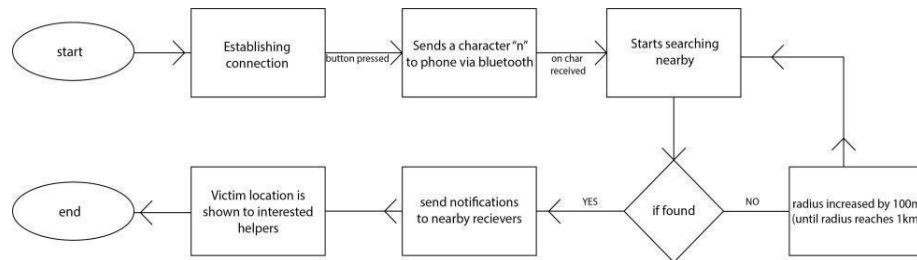 start
Establishing
connection
button pressed
Sends a character "n"
to phone via bluetooth
on char
received
Starts searching
nearby
if found
NO
radius increased by 100m
(until radius reaches 1km
YES
send notifications
to nearby recievers
Victim location is
shown to interested
helpers
end